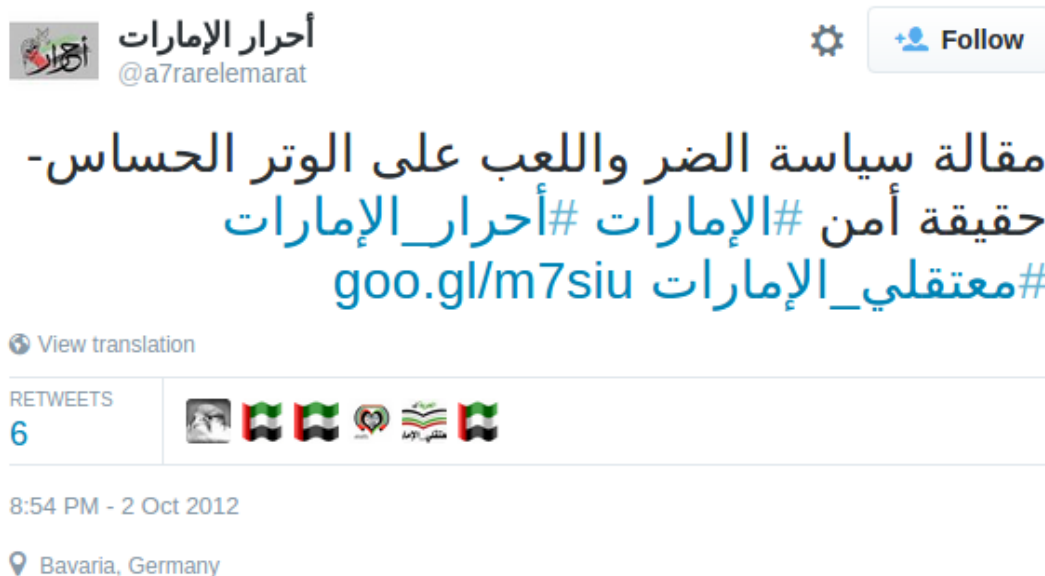 أحرار
أحرار الإمارات
@a7rarelemarat
Follow
مقالة سياسة الضر واللعب على الوتر الحساس-
حقيقة أمن #الإمارات #أحرار_الإمارات
#معتقلي_الإمارات goo.gl/m7siu
View translation
RETWEETS
6
8:54 PM - 2 Oct 2012
Bavaria, Germany